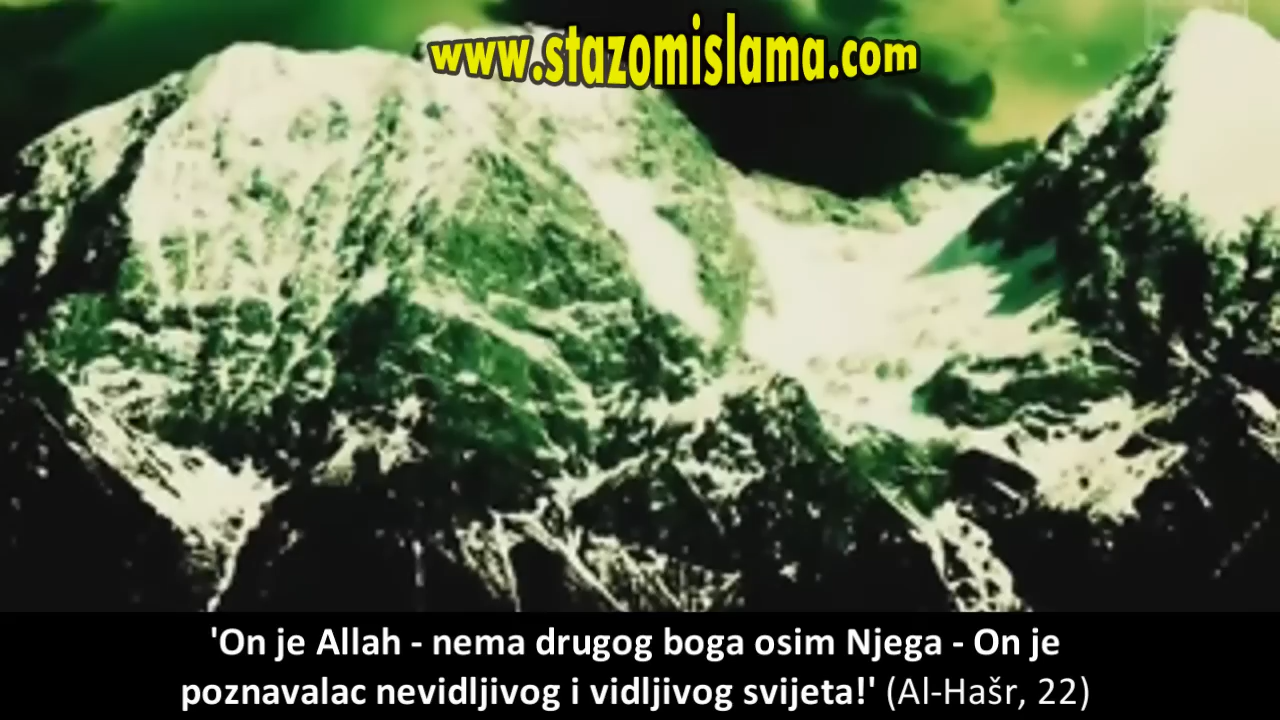 www.stazomislama.com
'On je Allah - nema drugog boga osim Njega - On je
poznavalac nevidljivog i vidljivog svijeta!' (Al-Hašr, 22)